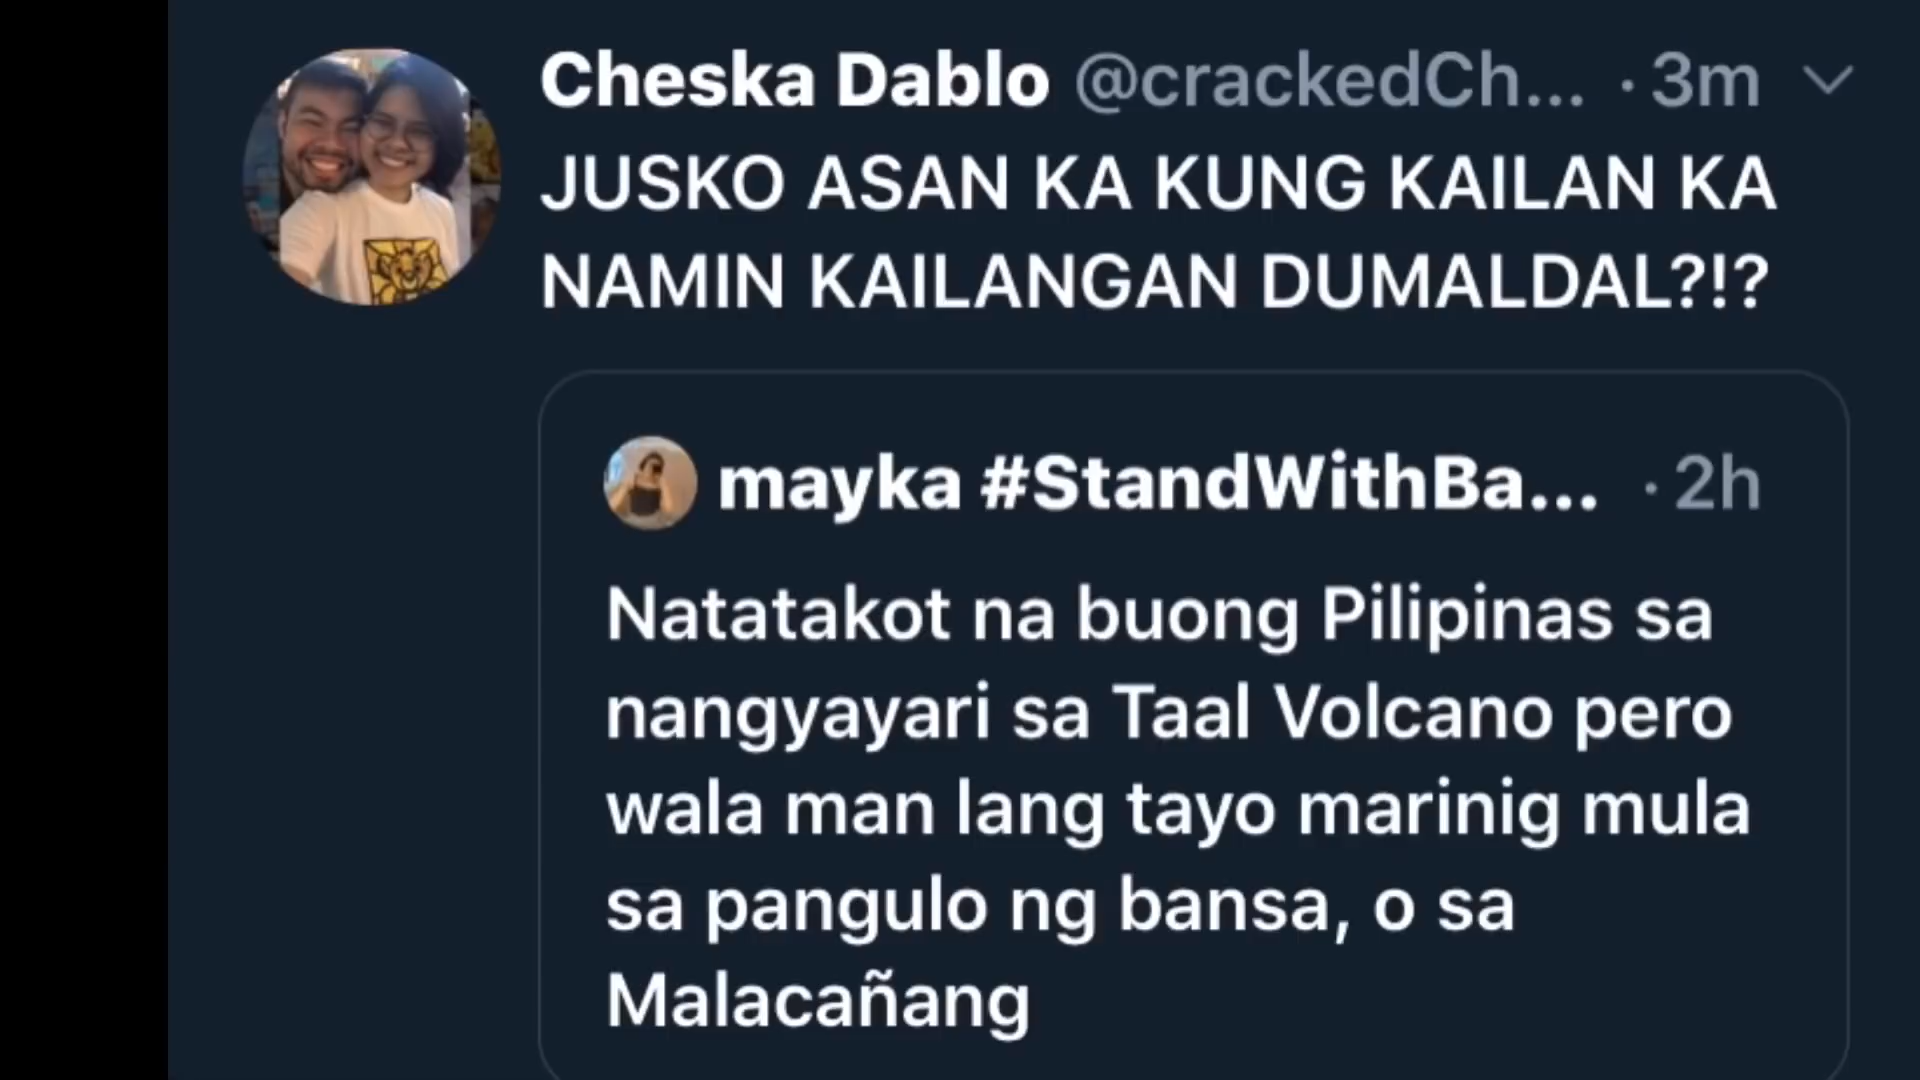 Cheska Dablo @crackedCh... · 3m
JUSKO ASAN KA KUNG KAILAN KA
NAMIN KAILANGAN DUMALDAL?!?
mayka #StandWithBa... · 2h
Natatakot na buong Pilipinas sa
nangyayari sa Taal Volcano pero
wala man lang tayo marinig mula
sa pangulo ng bansa, o sa
Malacañang